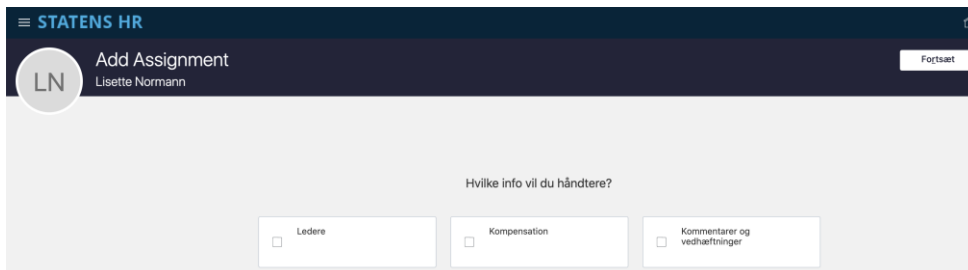 STATENS HR
Add Assignment
LN
Lisette Normann
Fortsæt
Hvilke info vil du håndtere?
Ledere
Kompensation
Kommentarer og
vedhæftninger